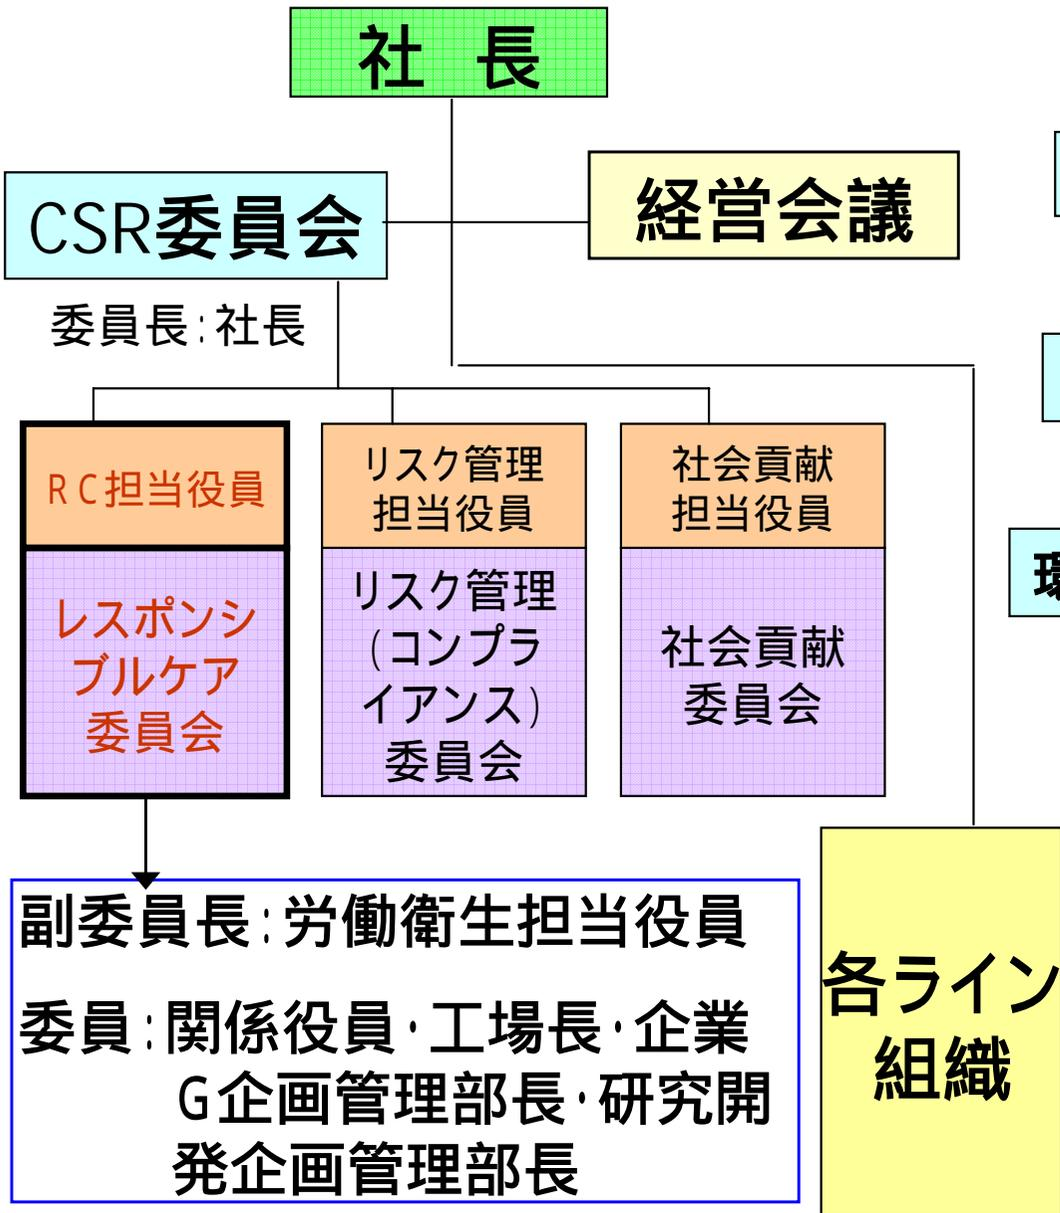 社 長
経営会議
CSR委員会
委員長:社長
RC担当役員
レスポンシ
ブルケア
委員会
リスク管理
担当役員
リスク管理
(コンプラ
イアンス)
委員会
社会貢献
担当役員
社会貢献
委員会
環
副委員長:労働衛生担当役員
委員:関係役員・工場長・企業
G企画管理部長・研究開
発企画管理部長
各ライン
組織